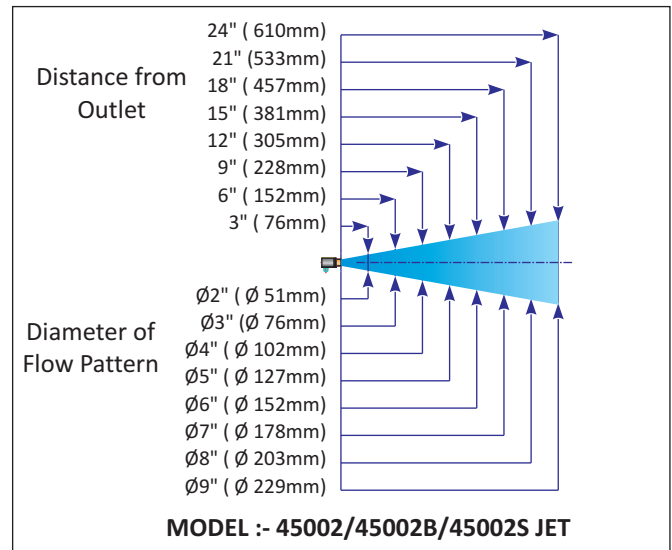 24" ( 610mm)
21" (533mm)
18" ( 457mm)
15" ( 381mm)
12" ( 305mm)
9" ( 228mm)
6" ( 152mm)
3" ( 76mm)
Distance from
Outlet
Ø2" ( Ø 51mm)
Ø3" (Ø 76mm)
Ø4" ( Ø 102mm)
Ø5" ( Ø 127mm)
Ø6" ( Ø 152mm)
Ø7" ( Ø 178mm)
Ø8" ( Ø 203mm)
Ø9" ( Ø 229mm)
Diameter of
Flow Pattern
MODEL :- 45002/45002B/45002S JET